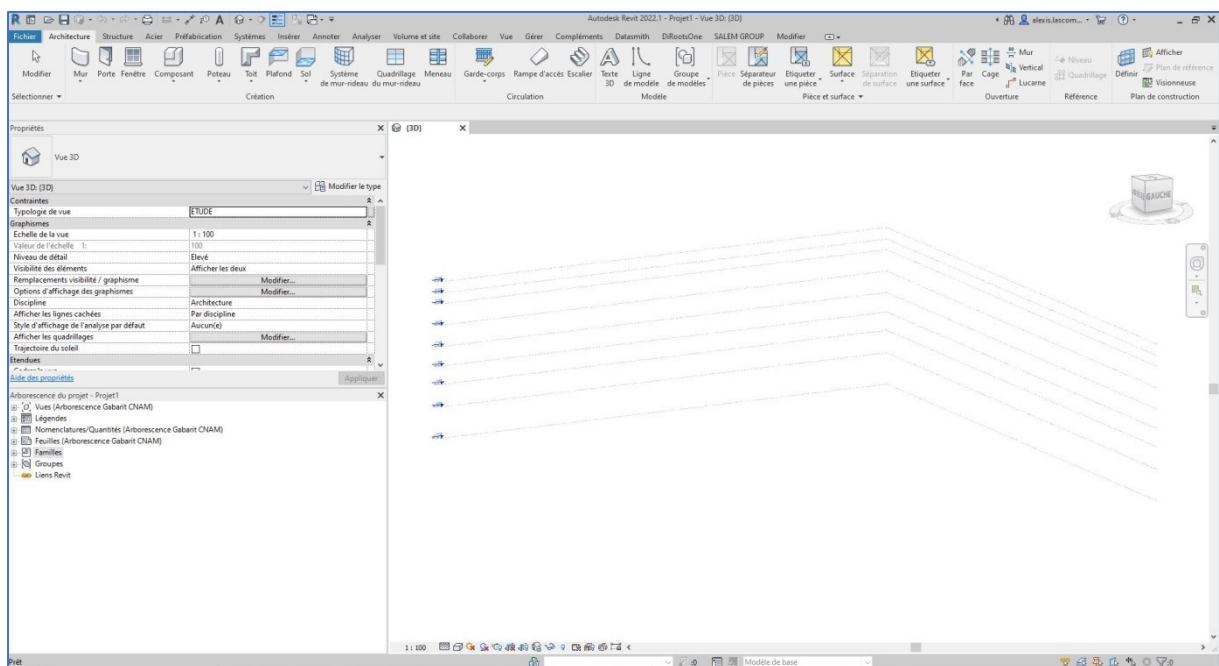 Autodesk Revit 2022.1 - Projet1 - Vue 3D: {3D}
alexis.lascom...
Fichier Architecture Structure Acier Préfabrication Systèmes Insérer Annoter Analyser Volume et site Collaborer Vue Gérer Compléments Datasmith DiRootsOne SALEM GROUP Modifier
Modifier
Mur Porte Fenêtre Composant Poteau Toit Plafond Sol Système de mur-rideau Quadrillage du mur-rideau Meneau
Garde-corps Rampe d'accès Escalier
Texte 3D Ligne de modèle Groupe de modèles
Pièce Séparateur de pièces Etiqueter une pièce Surface Séparation de surface Etiqueter une surface
Par face Cage Mur Vertical Lucarne
Niveau Quadrillage
Définir Afficher Plan de référence Visionneuse
Sélectionner Création Circulation Modèle Pièce et surface Ouverture Référence Plan de construction
Propriétés
{3D}
Vue 3D
Vue 3D: {3D} Modifier le type
Contraintes
Typologie de vue ETUDE
Graphismes
Echelle de la vue 1 : 100
Valeur de l'échelle 1: 100
Niveau de détail Elevé
Visibilité des éléments Afficher les deux
Remplacements visibilité / graphisme Modifier...
Options d'affichage des graphismes Modifier...
Discipline Architecture
Afficher les lignes cachées Par discipline
Style d'affichage de l'analyse par défaut Aucun(e)
Afficher les quadrillages Modifier...
Trajectoire du soleil
Etendues
Aide des propriétés Appliquer
Arborescence du projet - Projet1
Vues (Arborescence Gabarit CNAM)
Légendes
Nomenclatures/Quantités (Arborescence Gabarit CNAM)
Feuilles (Arborescence Gabarit CNAM)
Familles
Groupes
Liens Revit
GAUCHE
1 : 100
Prêt
:0 Modèle de base
:0